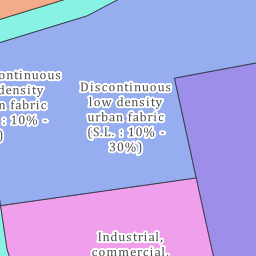 ontinuous
density
n fabric
: 10% -
)
Discontinuous
low density
urban fabric
(S.L. : 10% -
30%)
Industrial,
commercial,